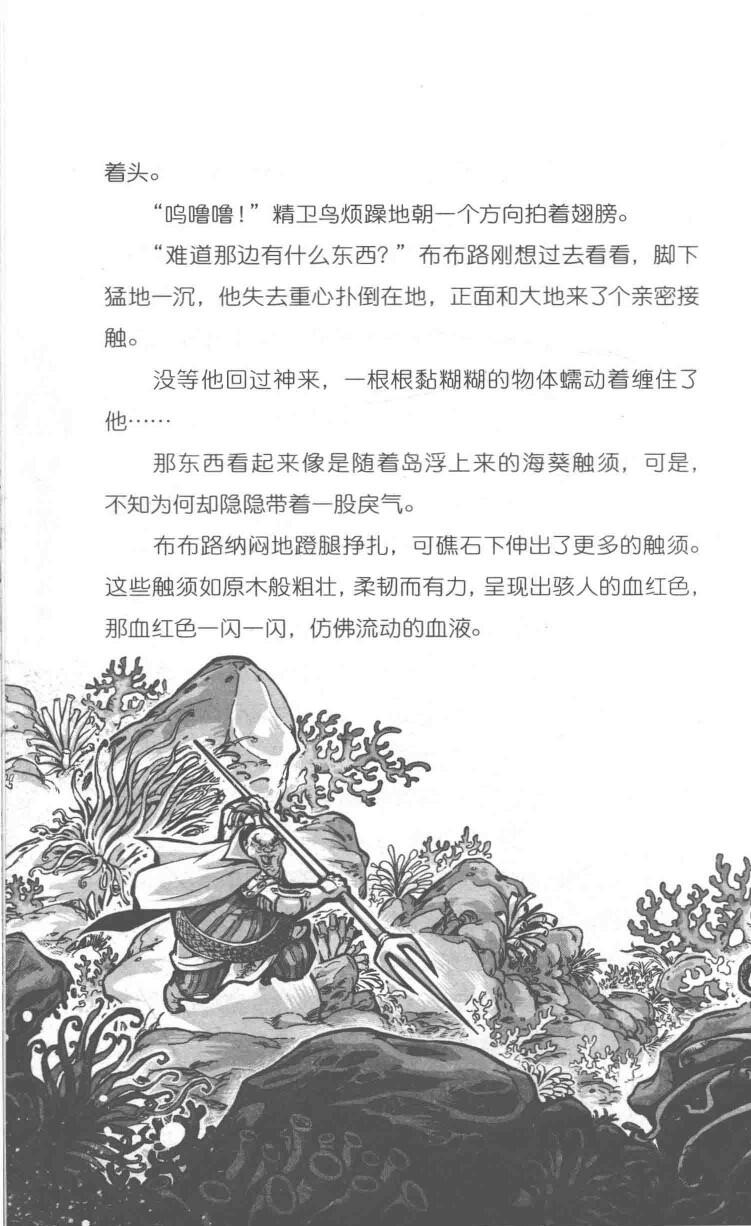 着头。
“呜噜噜！”精卫鸟烦躁地朝一个方向拍着翅膀。
“难道那边有什么东西？”布布路刚想过去看看，脚下
猛地一沉，他失去重心扑倒在地，正面和大地来了个亲密接
触。
没等他回过神来，一根根黏糊糊的物体蠕动着缠住了
他……
那东西看起来像是随着岛浮上来的海葵触须，可是，
不知为何却隐隐带着一股戾气。
布布路纳闷地蹬腿挣扎，可礁石下伸出了更多的触须。
这些触须如原木般粗壮，柔韧而有力，呈现出骇人的血红色，
那血红色一闪一闪，仿佛流动的血液。